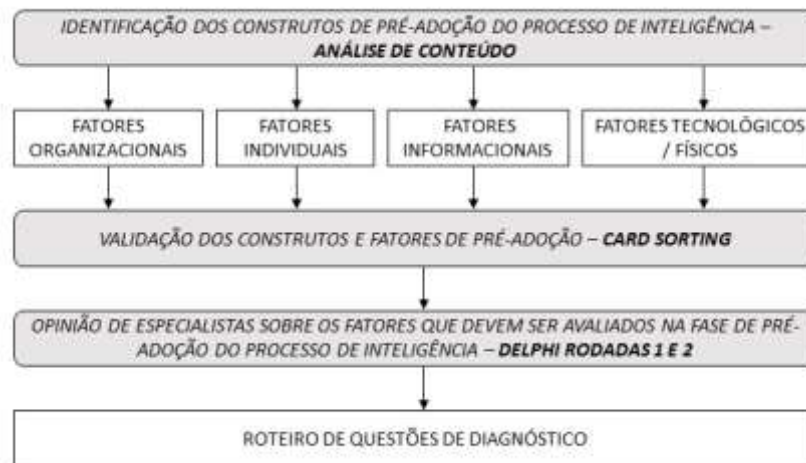 IDENTIFICAÇÃO DOS CONSTRUTOS DE PRÉ-ADOÇÃO DO PROCESSO DE INTELIGÊNCIA –
ANÁLISE DE CONTEÚDO
FATORES
ORGANIZACIONAIS
FATORES
INDIVIDUAIS
FATORES
INFORMACIONAIS
FATORES TECNOLÓGICOS
/ FÍSICOS
VALIDAÇÃO DOS CONSTRUTOS E FATORES DE PRÉ-ADOÇÃO – CARD SORTING
OPINIÃO DE ESPECIALISTAS SOBRE OS FATORES QUE DEVEM SER AVALIADOS NA FASE DE PRÉ-
ADOÇÃO DO PROCESSO DE INTELIGÊNCIA – DELPHI RODADAS 1 E 2
ROTEIRO DE QUESTÕES DE DIAGNÓSTICO